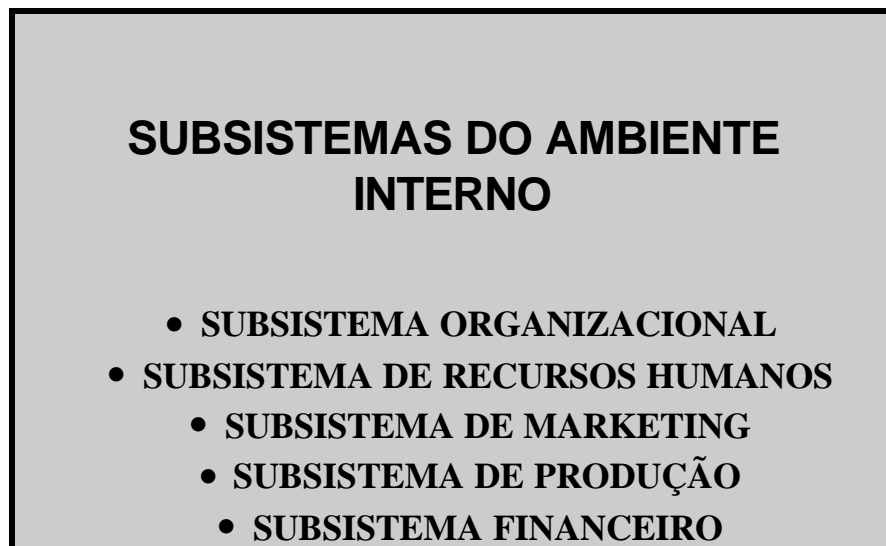 SUBSISTEMAS DO AMBIENTE
INTERNO
• SUBSISTEMA ORGANIZACIONAL
• SUBSISTEMA DE RECURSOS HUMANOS
• SUBSISTEMA DE MARKETING
• SUBSISTEMA DE PRODUÇÃO
• SUBSISTEMA FINANCEIRO